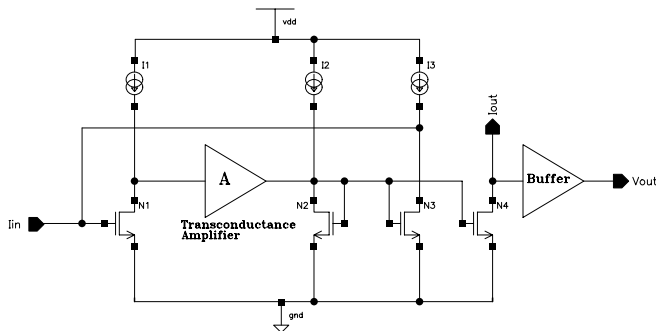 vdd
I1
I2
I3
Iout
A
Buffer
Vout
N1
N2
N3
N4
Iin
Transconductance
Amplifier
gnd